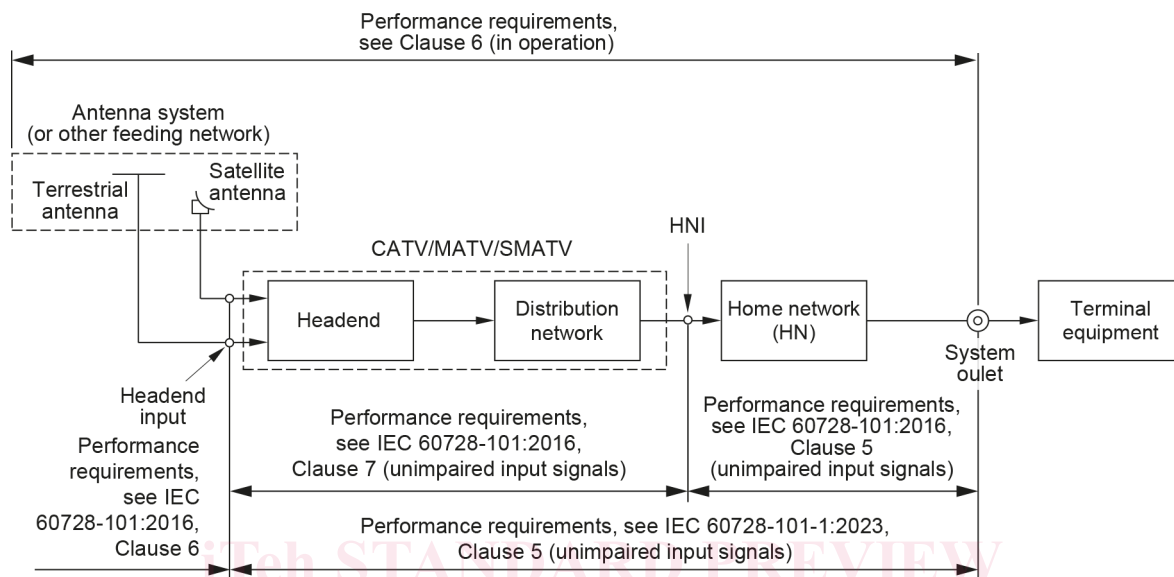 Performance requirements,
see Clause 6 (in operation)
Antenna system
(or other feeding network)
Terrestrial
antenna
Satellite
antenna
CATV/MATV/SMATV
HNI
Headend
Distribution
network
Home network
(HN)
Terminal
equipment
System
oulet
Headend
input
Performance
requirements,
see IEC
60728-101:2016,
Clause 6
Performance requirements,
see IEC 60728-101:2016,
Clause 7 (unimpaired input signals)
Performance requirements,
see IEC 60728-101:2016,
Clause 5
(unimpaired input signals)
Performance requirements, see IEC 60728-101-1:2023,
Clause 5 (unimpaired input signals)
iTeh STANDARD PREVIEW